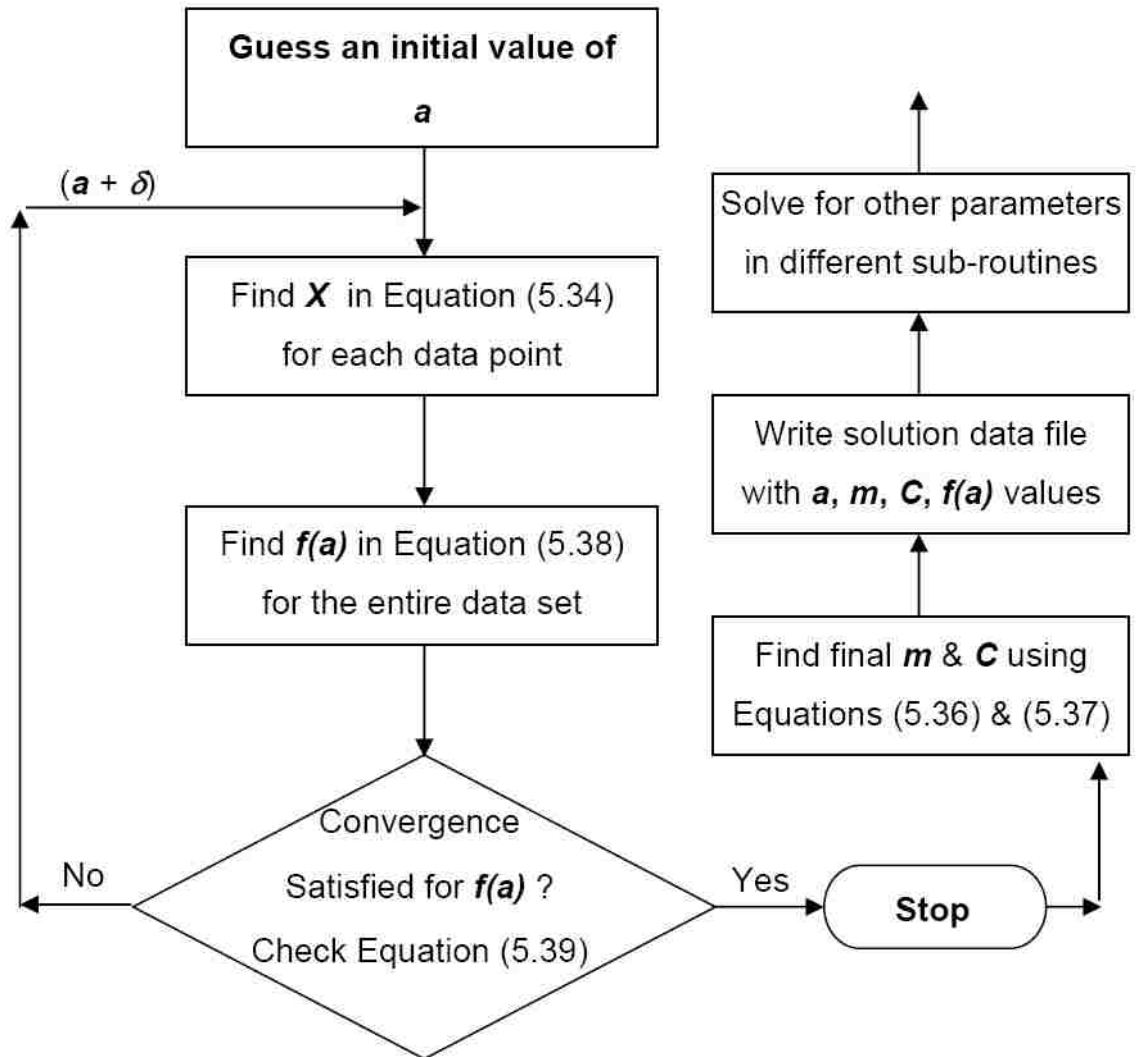 Guess an initial value of
a
(a + δ)
Find X in Equation (5.34)
for each data point
Find f(a) in Equation (5.38)
for the entire data set
Convergence
Satisfied for f(a) ?
Check Equation (5.39)
No
Yes
Stop
Find final m & C using
Equations (5.36) & (5.37)
Write solution data file
with a, m, C, f(a) values
Solve for other parameters
in different sub-routines